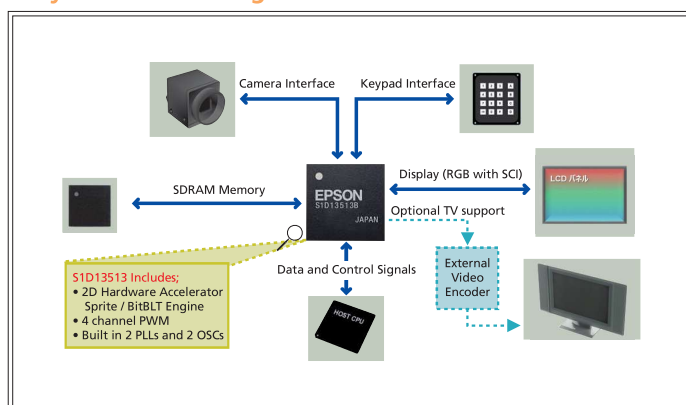 Camera Interface
Keypad Interface
SDRAM Memory
EPSON
S1D13513B
JAPAN
Display (RGB with SCI)
LCD パネル
Optional TV support
External
Video
Encoder
Data and Control Signals
HOST CPU
S1D13513 Includes;
• 2D Hardware Accelerator
Sprite / BitBLT Engine
• 4 channel PWM
• Built in 2 PLLs and 2 OSCs